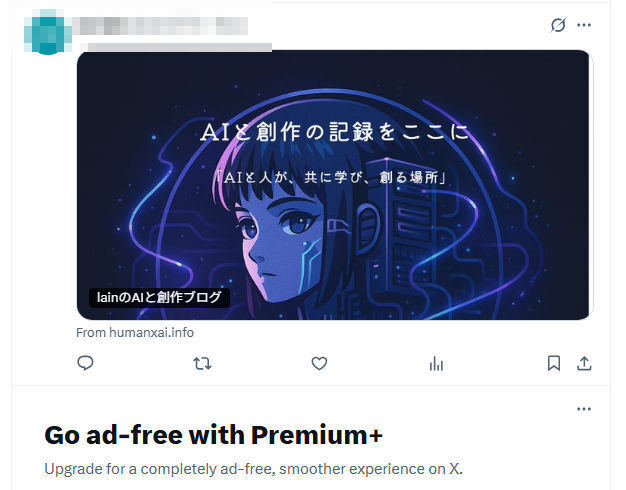 AIと創作の記録をここに
「AIと人が、共に学び、創る場所」
lainのAIと創作ブログ
From humanxai.info
Go ad-free with Premium+
Upgrade for a completely ad-free, smoother experience on X.